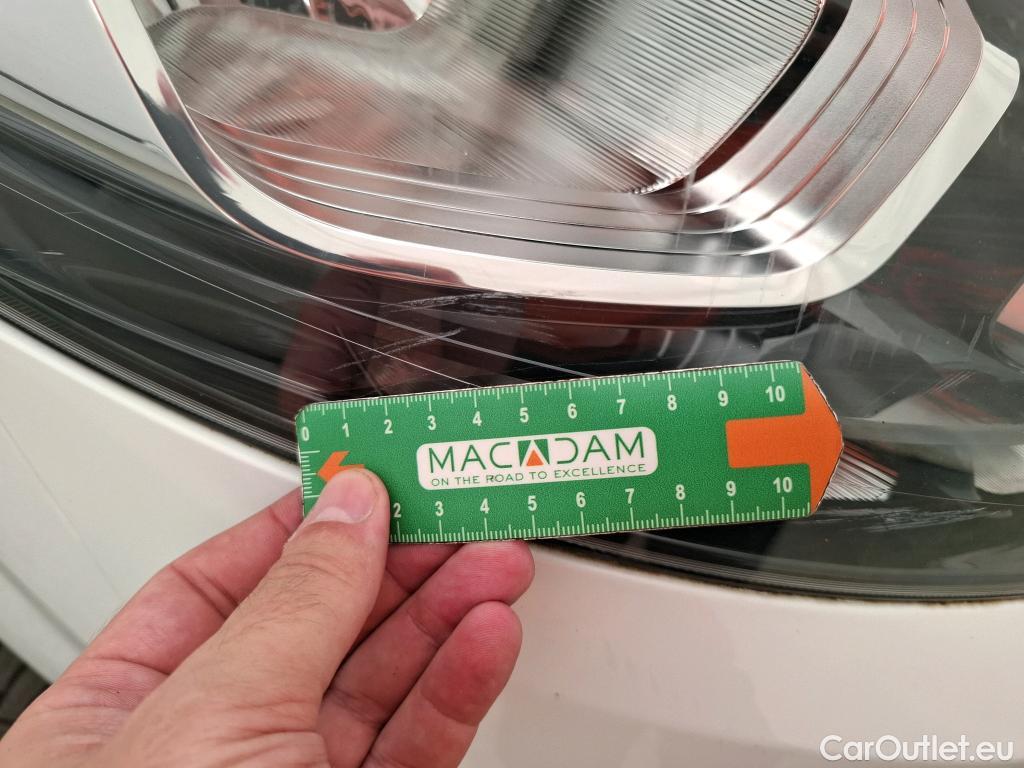 0 1 2 3 4 5 6 7 8 9 10
MACADAM
ON THE ROAD TO EXCELLENCE
2 3 4 5 6 7 8 9 10
CarOutlet.eu